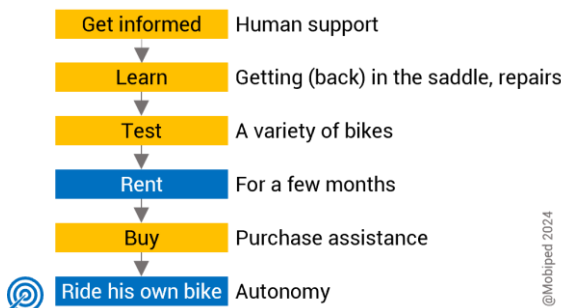 Get informed Human support
Learn Getting (back) in the saddle, repairs
Test A variety of bikes
Rent For a few months
Buy Purchase assistance
Ride his own bike Autonomy
@Mobiped 2024